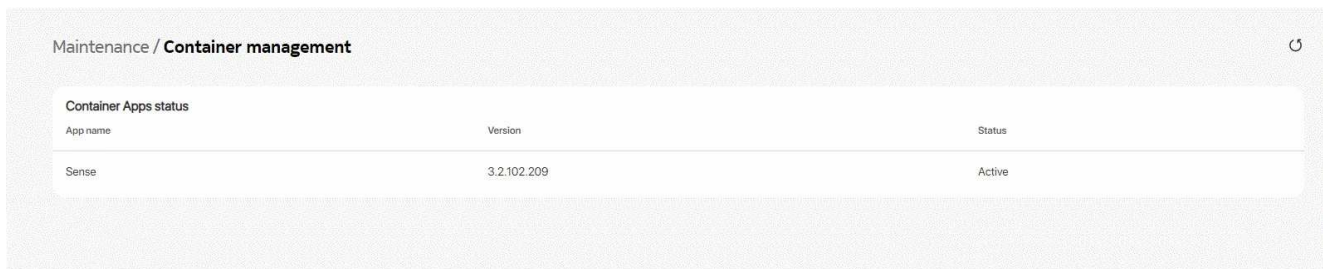 Maintenance / Container management
Container Apps status
App name Version Status
Sense 3.2.102.209 Active